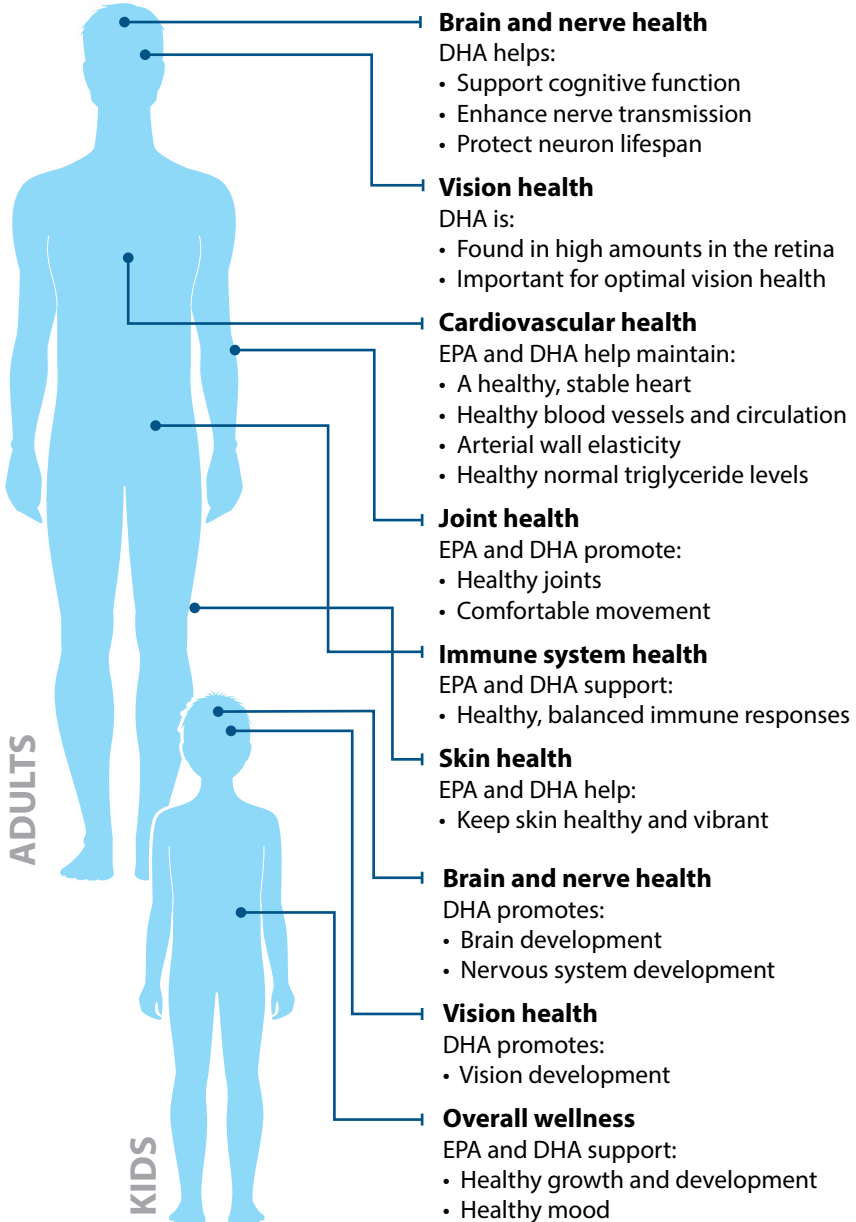 Brain and nerve health
DHA helps:
• Support cognitive function
• Enhance nerve transmission
• Protect neuron lifespan
Vision health
DHA is:
• Found in high amounts in the retina
• Important for optimal vision health
Cardiovascular health
EPA and DHA help maintain:
• A healthy, stable heart
• Healthy blood vessels and circulation
• Arterial wall elasticity
• Healthy normal triglyceride levels
Joint health
EPA and DHA promote:
• Healthy joints
• Comfortable movement
Immune system health
EPA and DHA support:
• Healthy, balanced immune responses
Skin health
EPA and DHA help:
• Keep skin healthy and vibrant
ADULTS
Brain and nerve health
DHA promotes:
• Brain development
• Nervous system development
Vision health
DHA promotes:
• Vision development
Overall wellness
EPA and DHA support:
• Healthy growth and development
• Healthy mood
KIDS